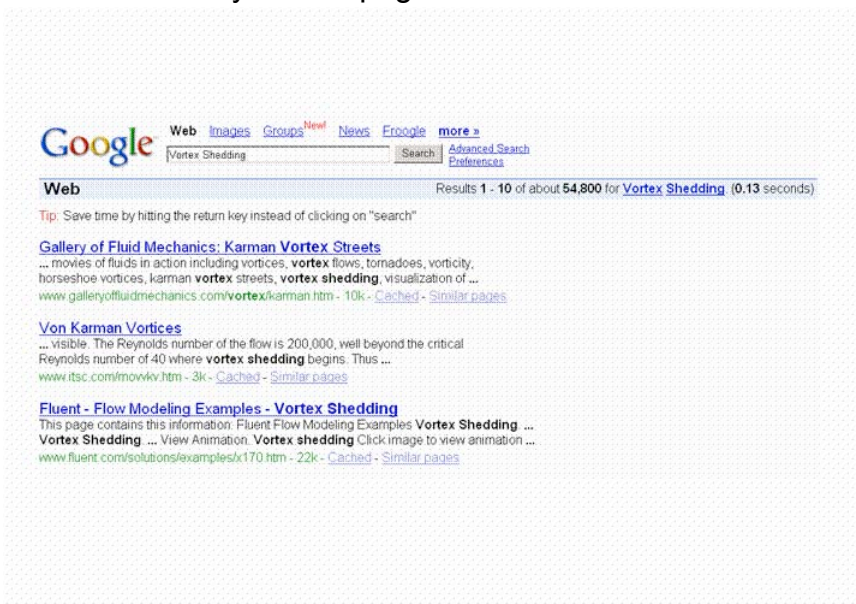 Google Web Images Groups New! News Froogle more »
Vortex Shedding Search Advanced Search
Preferences
Web Results 1 - 10 of about 54,800 for Vortex Shedding. (0.13 seconds)
Tip: Save time by hitting the return key instead of clicking on "search"
Gallery of Fluid Mechanics: Karman Vortex Streets
... movies of fluids in action including vortices, vortex flows, tornadoes, vorticity,
horseshoe vortices, karman vortex streets, vortex shedding, visualization of ...
www.galleryoffluidmechanics.com/vortex/karman.htm - 10k - Cached - Similar pages
Von Karman Vortices
... visible. The Reynolds number of the flow is 200,000, well beyond the critical
Reynolds number of 40 where vortex shedding begins. Thus ...
www.itsc.com/movvkv.htm - 3k - Cached - Similar pages
Fluent - Flow Modeling Examples - Vortex Shedding
This page contains this information: Fluent Flow Modeling Examples Vortex Shedding. ...
Vortex Shedding. ... View Animation. Vortex shedding Click image to view animation ...
www.fluent.com/solutions/examples/x170.htm - 22k - Cached - Similar pages